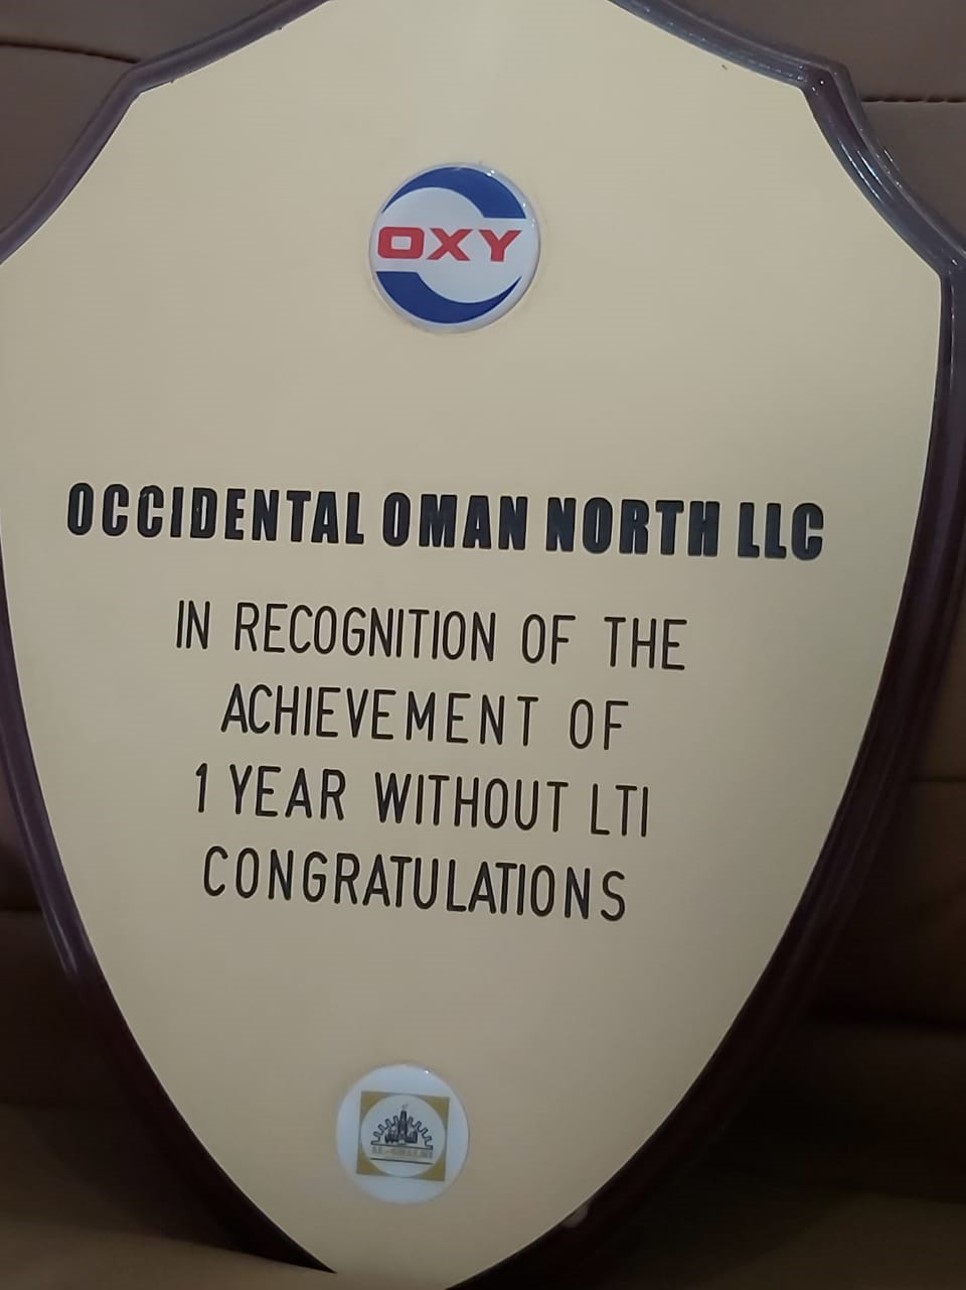 OXY
OCCIDENTAL OMAN NORTH LLC
IN RECOGNITION OF THE
ACHIEVEMENT OF
1 YEAR WITHOUT LTI
CONGRATULATIONS